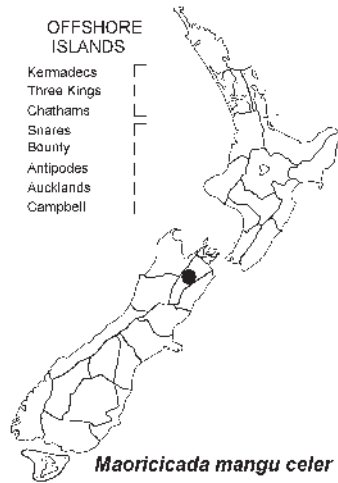 OFFSHORE
ISLANDS
Kermadecs
Three Kings
Chathams
Snares
Bounty
Antipodes
Aucklands
Campbell
Maoricicada mangu celer